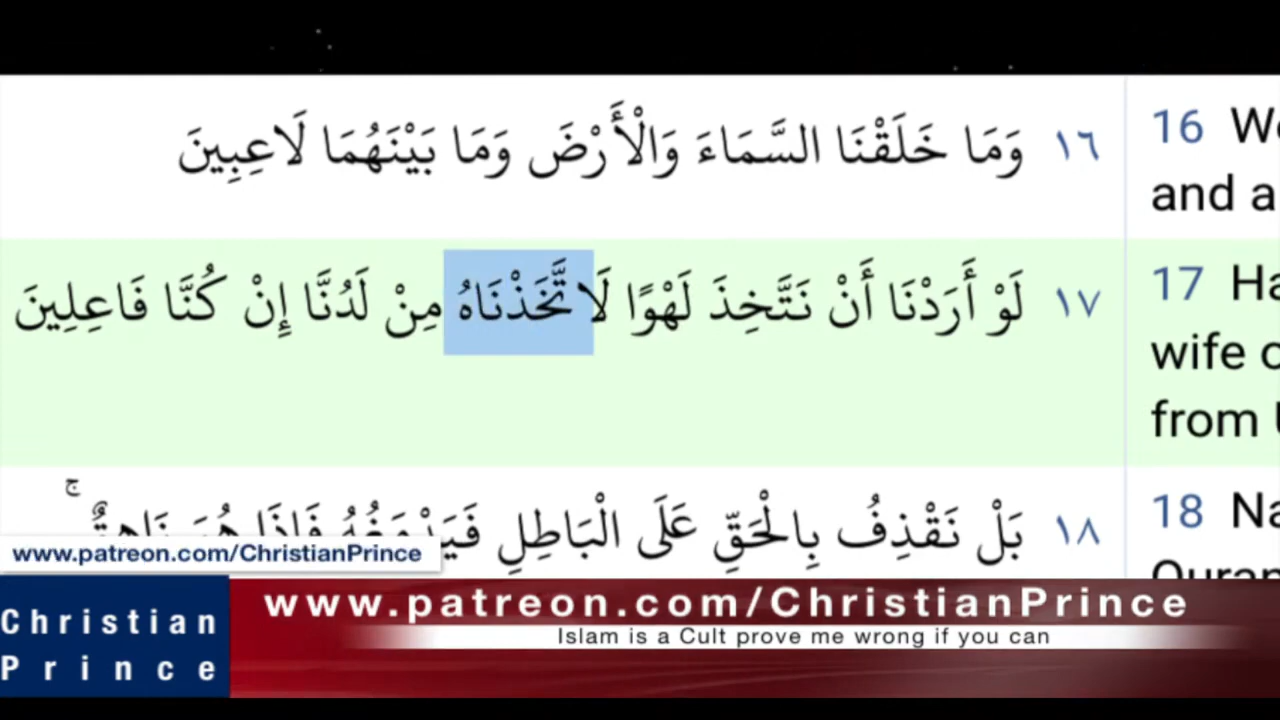 ١٦ وَمَا خَلَقْنَا السَّمَاءَ وَالْأَرْضَ وَمَا بَيْنَهُمَا لَاعِبِينَ
16 We
and a
١٧ لَوْ أَرَدْنَا أَنْ نَتَّخِذَ لَهْوًا لَاتَّخَذْنَاهُ مِنْ لَدُنَّا إِنْ كُنَّا فَاعِلِينَ
17 Ha
wife o
from U
١٨ بَلْ نَقْذِفُ بِالْحَقِّ عَلَى الْبَاطِلِ
18 Na
Quran
www.patreon.com/ChristianPrince
Christian
Prince
www.patreon.com/ChristianPrince
Islam is a Cult prove me wrong if you can